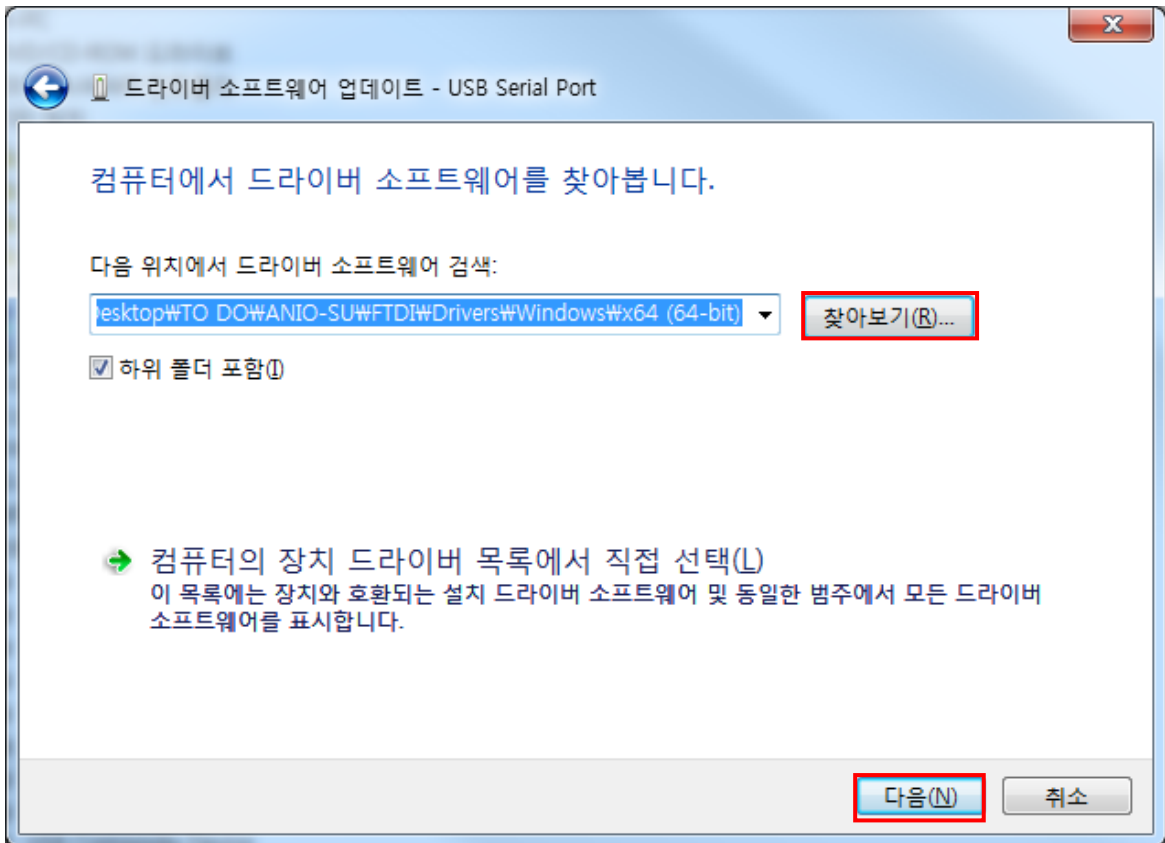 드라이버 소프트웨어 업데이트 - USB Serial Port
컴퓨터에서 드라이버 소프트웨어를 찾아봅니다.
다음 위치에서 드라이버 소프트웨어 검색:
esktop₩TO DO₩ANIO-SU₩FTDI₩Drivers₩Windows₩x64 (64-bit)
찾아보기(R)...
하위 폴더 포함(I)
컴퓨터의 장치 드라이버 목록에서 직접 선택(L)
이 목록에는 장치와 호환되는 설치 드라이버 소프트웨어 및 동일한 범주에서 모든 드라이버
소프트웨어를 표시합니다.
다음(N)
취소